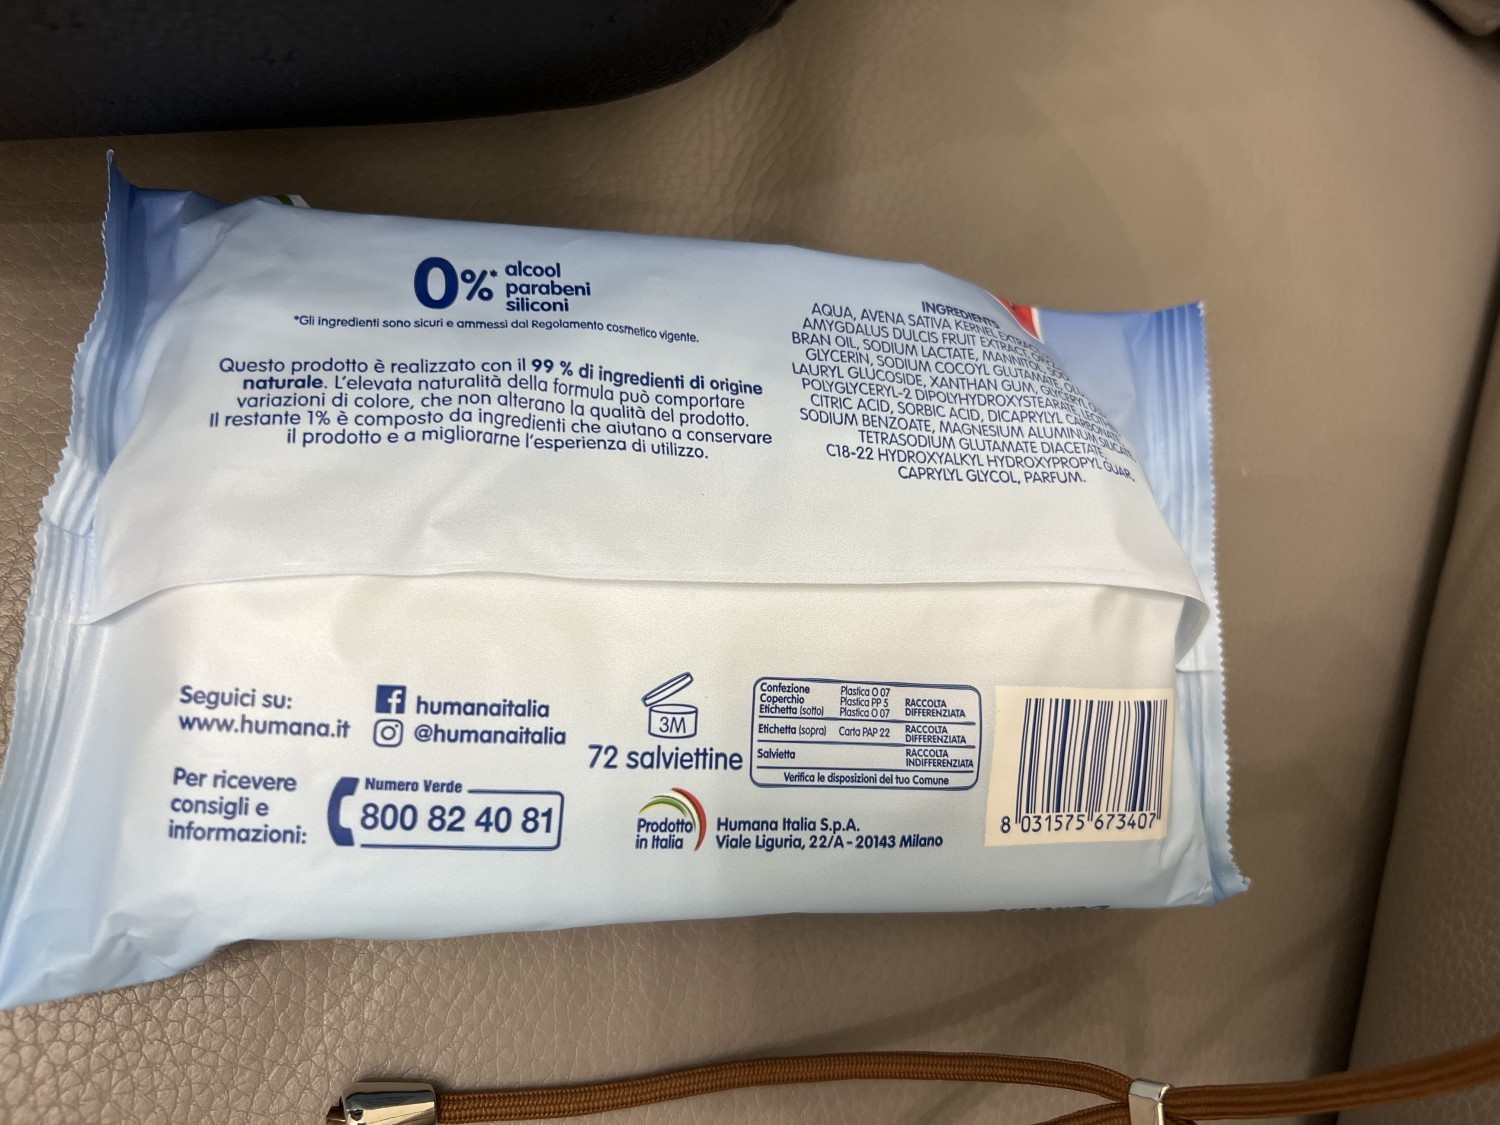 0%* alcool
parabeni
siliconi
*Gli ingredienti sono sicuri e ammessi dal Regolamento cosmetico vigente.
Questo prodotto è realizzato con il 99 % di ingredienti di origine
naturale. L'elevata naturalità della formula può comportare
variazioni di colore, che non alterano la qualità del prodotto.
Il restante 1% è composto da ingredienti che aiutano a conservare
il prodotto e a migliorarne l'esperienza di utilizzo.
INGREDIENTS
AQUA, AVENA SATIVA KERNEL
AMYGDALUS DULCIS FRUIT EXTRACT,
BRAN OIL, SODIUM LACTATE, MANNITOL,
GLYCERIN, SODIUM COCOYL GLUTAMATE,
LAURYL GLUCOSIDE, XANTHAN GUM, GLYCERYL
POLYGLYCERYL-2 DIPOLYHYDROXYSTEARATE,
CITRIC ACID, SORBIC ACID, DICAPRYLYL CARBONATE,
SODIUM BENZOATE, MAGNESIUM ALUMINUM SILICATE,
TETRASODIUM GLUTAMATE DIACETATE,
C18-22 HYDROXYALKYL HYDROXYPROPYL GUAR,
CAPRYLYL GLYCOL, PARFUM.
Seguici su:
www.humana.it
humanaitalia
@humanaitalia
Per ricevere
consigli e
informazioni:
Numero Verde
800 82 40 81
3M
72 salviettine
Confezione Plastica O 07
Coperchio Plastica PP 5 RACCOLTA
Etichetta (sotto) Plastica O 07 DIFFERENZIATA
Etichetta (sopra) Carta PAP 22 RACCOLTA
DIFFERENZIATA
Salvietta RACCOLTA
INDIFFERENZIATA
Verifica le disposizioni del tuo Comune
Prodotto
in Italia
Humana Italia S.p.A.
Viale Liguria, 22/A - 20143 Milano
8 031575 673407